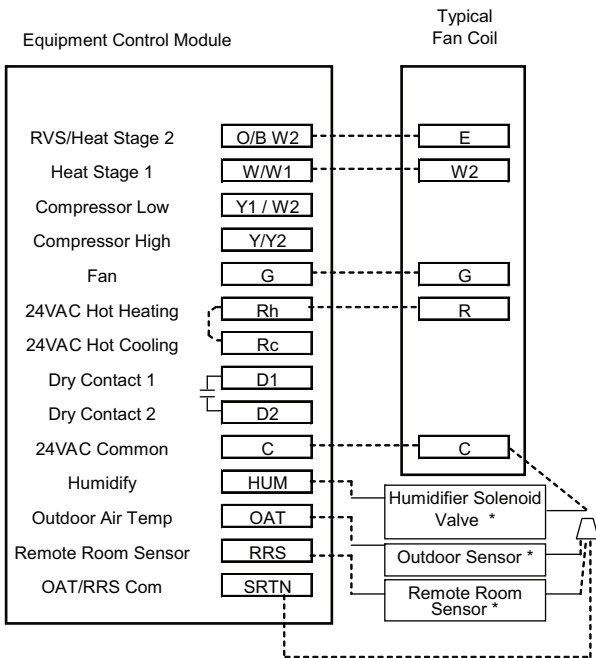 Typical
Fan Coil
Equipment Control Module
RVS/Heat Stage 2 O/B W2 E
Heat Stage 1 W/W1 W2
Compressor Low Y1 / W2
Compressor High Y/Y2
Fan G G
24VAC Hot Heating Rh R
24VAC Hot Cooling Rc
Dry Contact 1 D1
Dry Contact 2 D2
24VAC Common C C
Humidify HUM
Humidifier Solenoid
Valve *
Outdoor Air Temp OAT
Outdoor Sensor *
Remote Room Sensor RRS
Remote Room
Sensor *
OAT/RRS Com SRTN